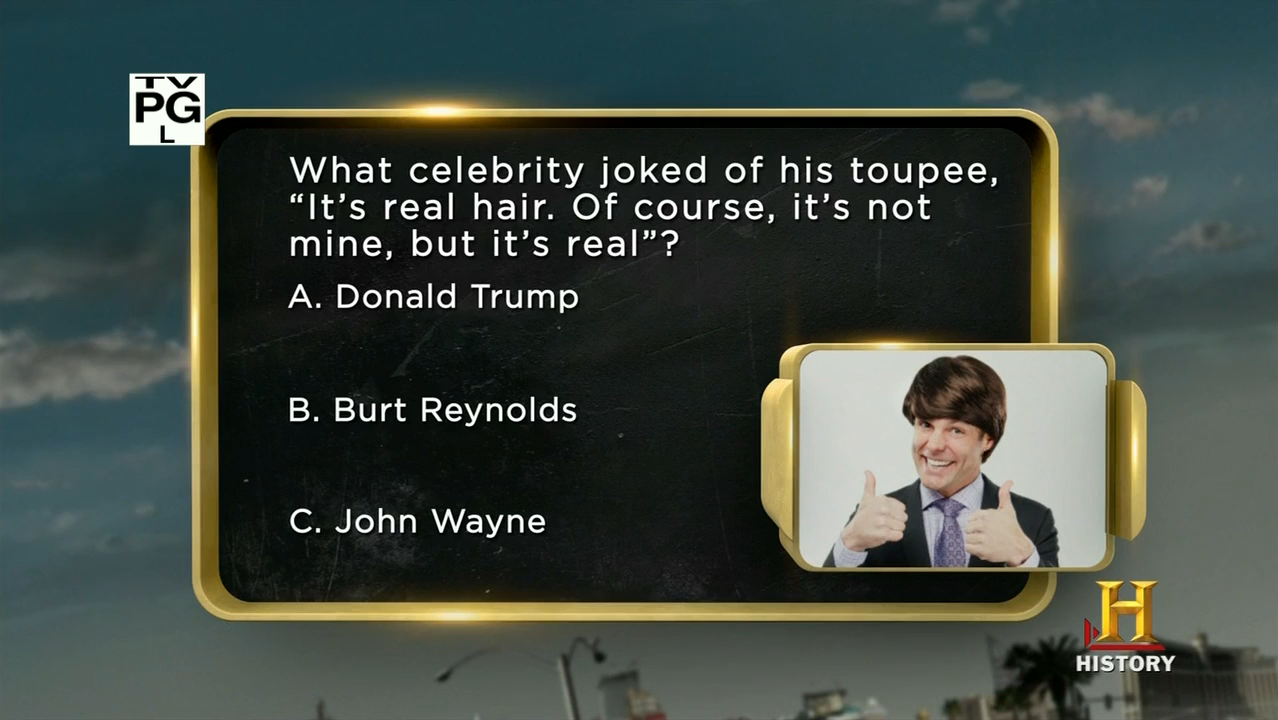 TV
PG
L
What celebrity joked of his toupee,
“It’s real hair. Of course, it’s not
mine, but it’s real”?
A. Donald Trump
B. Burt Reynolds
C. John Wayne
H
HISTORY